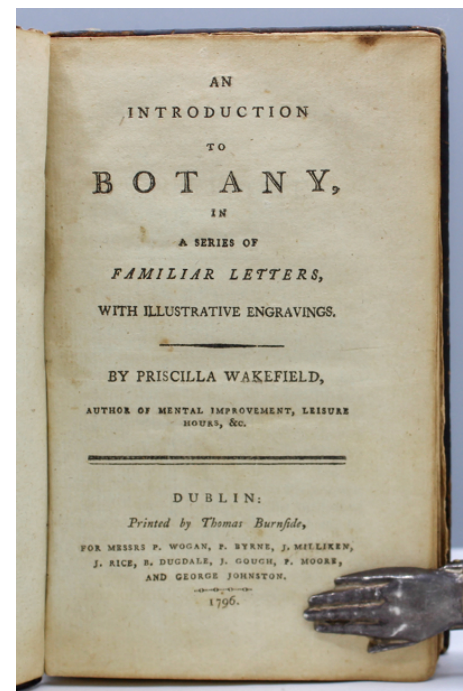 AN
INTRODUCTION
TO
BOTANY,
IN
A SERIES OF
FAMILIAR LETTERS,
WITH ILLUSTRATIVE ENGRAVINGS.
BY PRISCILLA WAKEFIELD,
AUTHOR OF MENTAL IMPROVEMENT, LEISURE
HOURS, &c.
DUBLIN:
Printed by Thomas Burnſide,
FOR MESSRS P. WOGAN, P. BYRNE, J. MILLIKEN,
J. RICE, B. DUGDALE, J. GOUGH, P. MOORE,
AND GEORGE JOHNSTON.
1796.